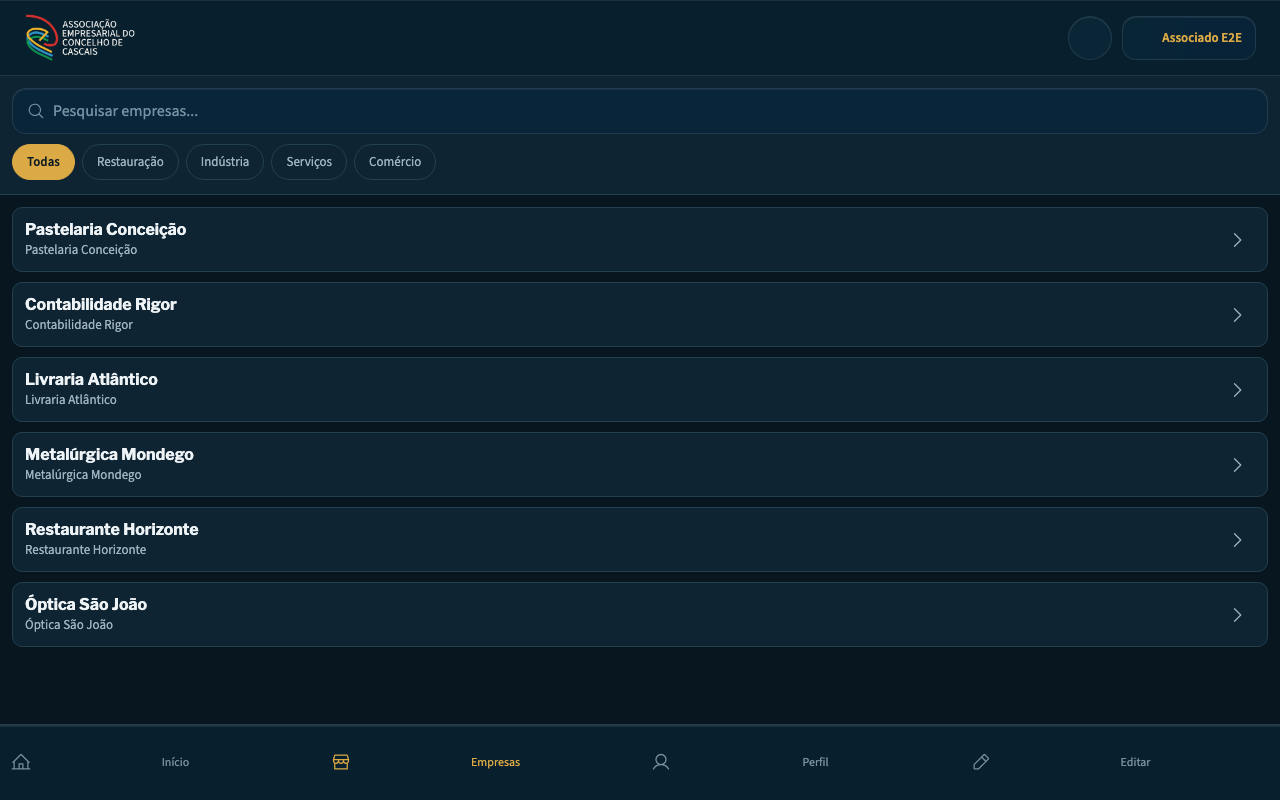 ASSOCIAÇÃO
EMPRESARIAL DO
CONCELHO DE
CASCAIS
Associado E2E
Pesquisar empresas...
Todas
Restauração
Indústria
Serviços
Comércio
Pastelaria Conceição
Pastelaria Conceição
Contabilidade Rigor
Contabilidade Rigor
Livraria Atlântico
Livraria Atlântico
Metalúrgica Mondego
Metalúrgica Mondego
Restaurante Horizonte
Restaurante Horizonte
Óptica São João
Óptica São João
Início
Empresas
Perfil
Editar